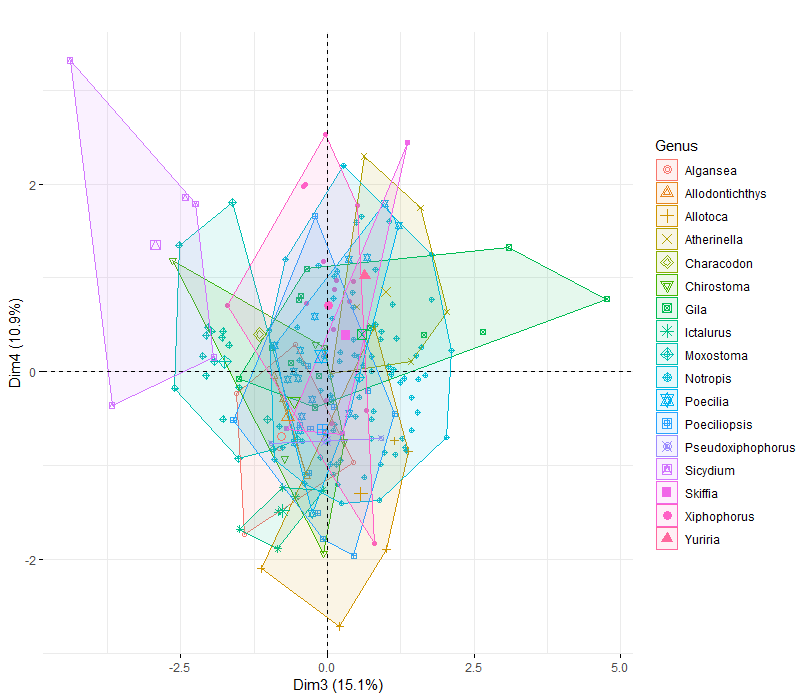 Dim4 (10.9%)
2
0
-2
-2.5
0.0
2.5
5.0
Dim3 (15.1%)
Genus
Algansea
Allodontichthys
Allotoca
Atherinella
Characodon
Chirostoma
Gila
Ictalurus
Moxostoma
Notropis
Poecilia
Poeciliopsis
Pseudoxiphophorus
Sicydium
Skiffia
Xiphophorus
Yuriria